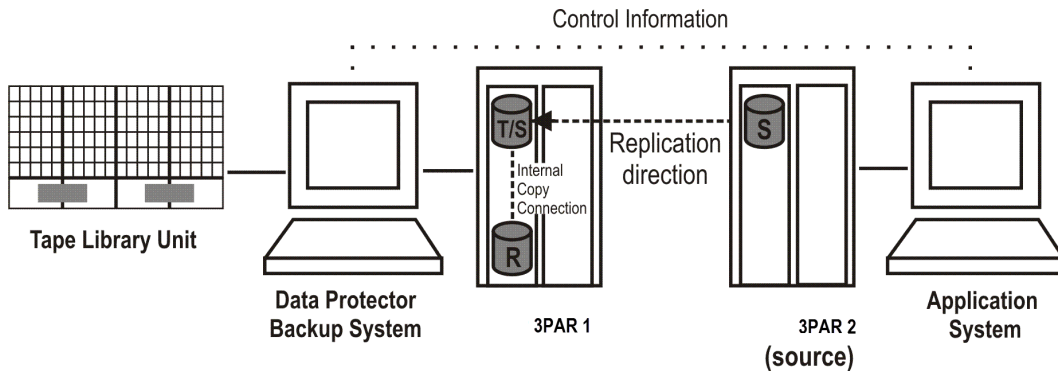 Control Information
T/S
S
Replication
direction
Internal
Copy
Connection
R
Tape Library Unit
Data Protector
Backup System
3PAR 1
3PAR 2
(source)
Application
System